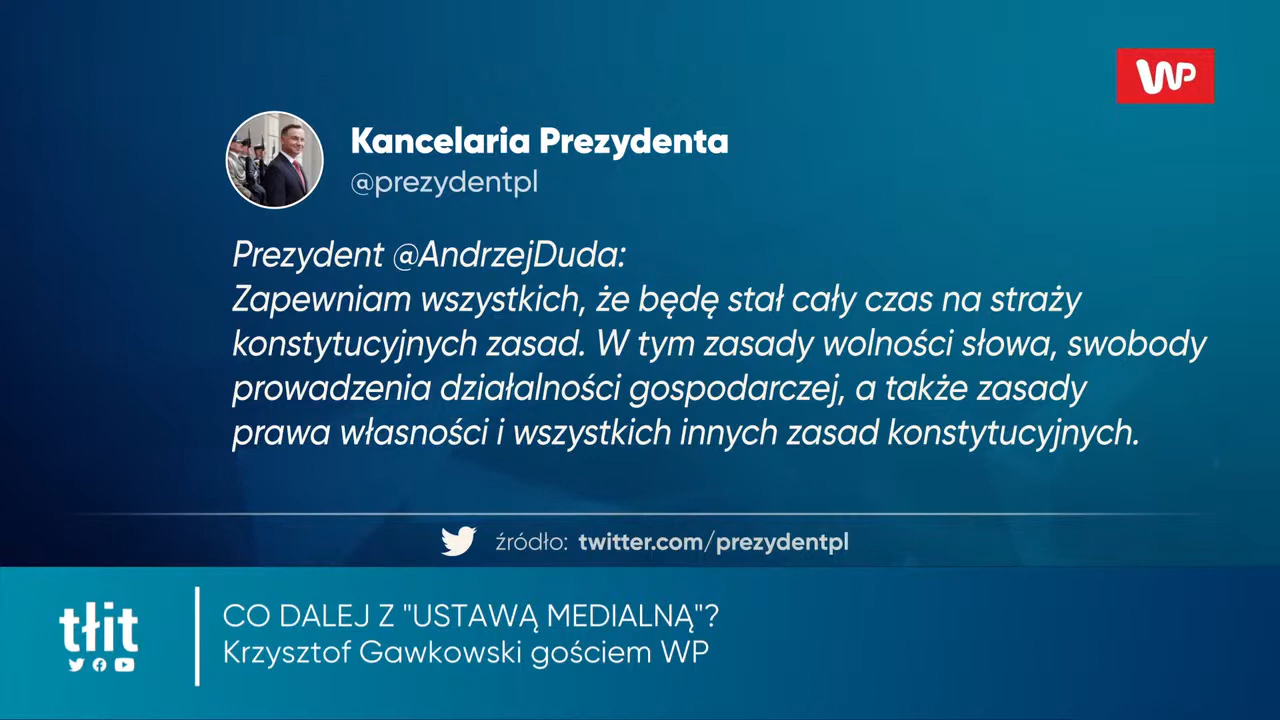 WP
Kancelaria Prezydenta
@prezydentpl
Prezydent @AndrzejDuda:
Zapewniam wszystkich, że będę stał cały czas na straży
konstytucyjnych zasad. W tym zasady wolności słowa, swobody
prowadzenia działalności gospodarczej, a także zasady
prawa własności i wszystkich innych zasad konstytucyjnych.
źródło: twitter.com/prezydentpl
tłit
CO DALEJ Z "USTAWĄ MEDIALNĄ"?
Krzysztof Gawkowski gościem WP